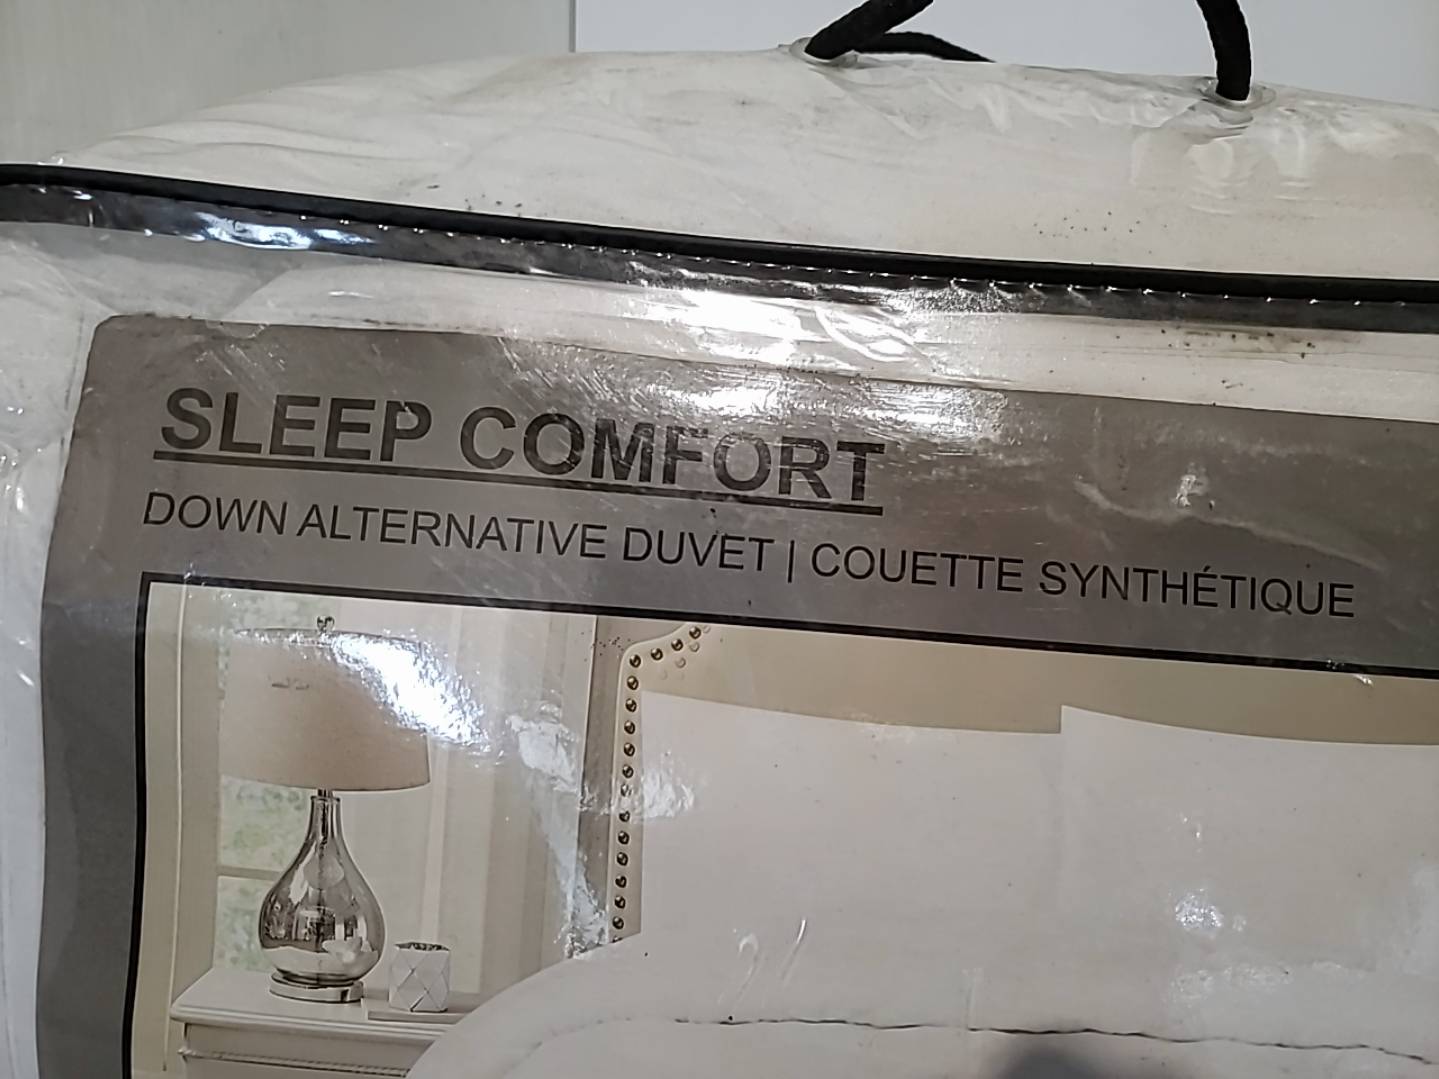 SLEEP COMFORT
DOWN ALTERNATIVE DUVET | COUETTE SYNTHÉTIQUE